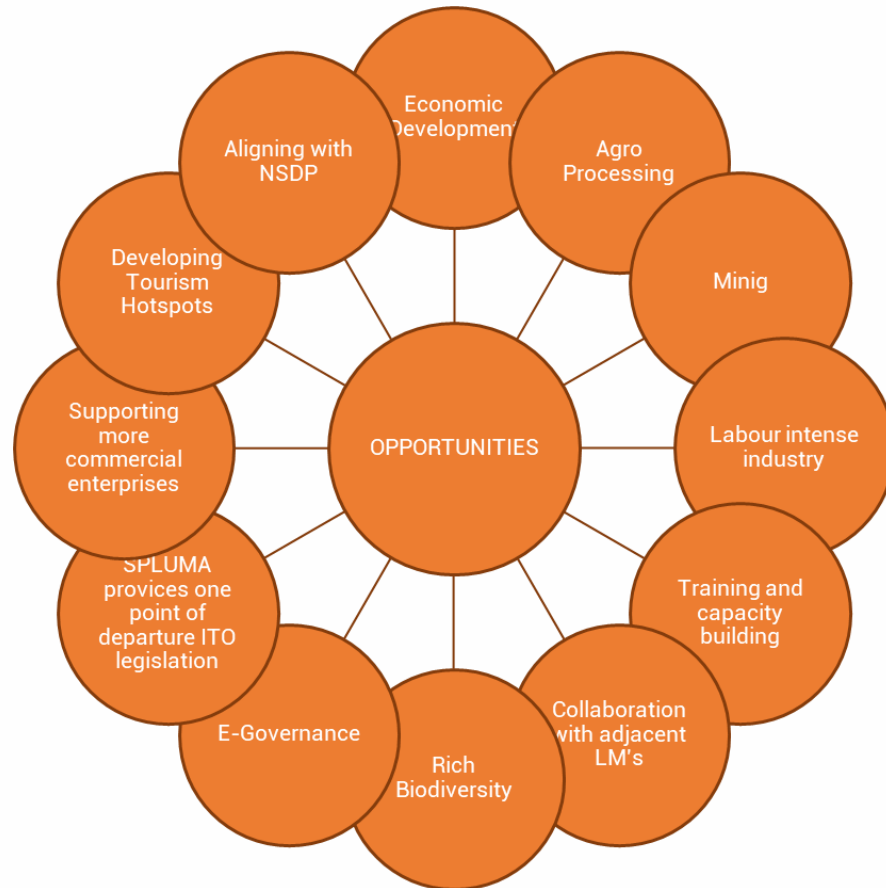 Economic
Development
Agro
Processing
Minig
Labour intense
industry
Training and
capacity
building
Collaboration
with adjacent
LM's
Rich
Biodiversity
E-Governance
SPLUMA
provices one
point of
departure ITO
legislation
Supporting
more
commercial
enterprises
Developing
Tourism
Hotspots
Aligning with
NSDP
OPPORTUNITIES